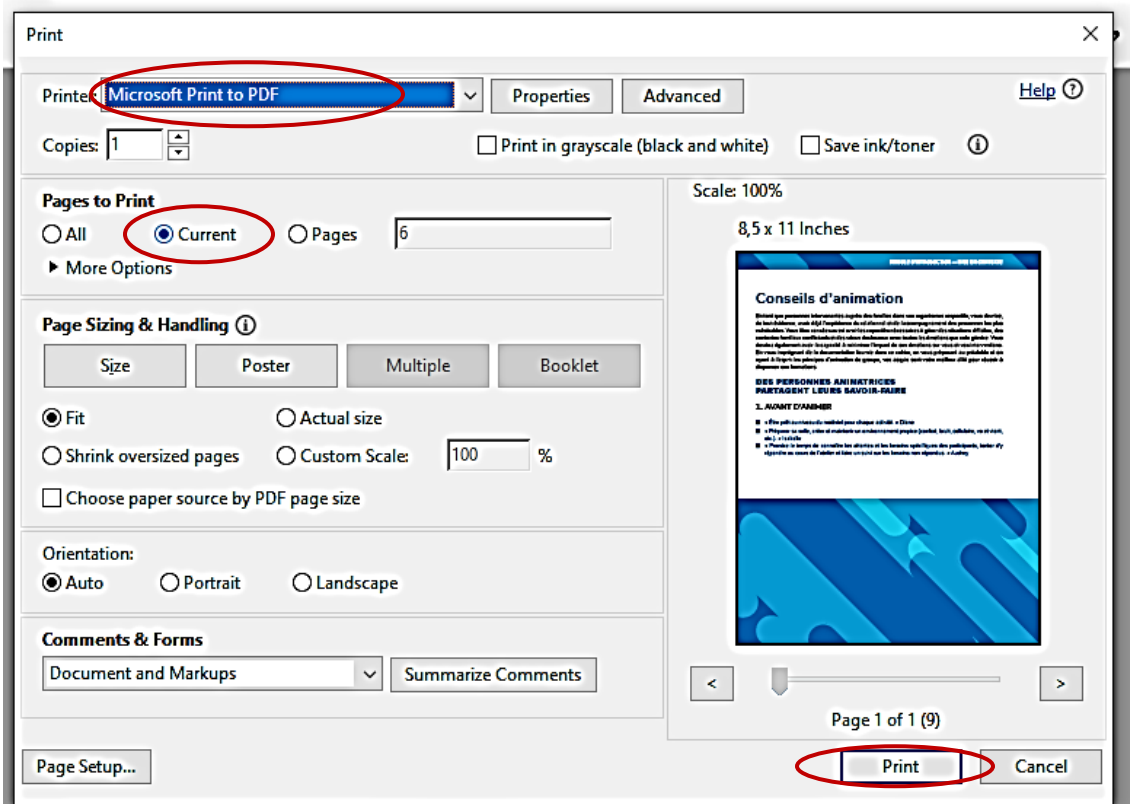 Print
Printer: Microsoft Print to PDF Properties Advanced Help
Copies: 1 Print in grayscale (black and white) Save ink/toner
Pages to Print
All Current Pages 6
More Options
Page Sizing & Handling
Size Poster Multiple Booklet
Fit Actual size
Shrink oversized pages Custom Scale: 100 %
Choose paper source by PDF page size
Orientation:
Auto Portrait Landscape
Comments & Forms
Document and Markups Summarize Comments
Page Setup...
Scale: 100%
8,5 x 11 Inches
Conseils d'animation
DES PERSONNES ANIMATRICES
PARTAGENT LEURS SAVOIR-FAIRE
1. AVANT D'ANIMER
< >
Page 1 of 1 (9)
Print Cancel